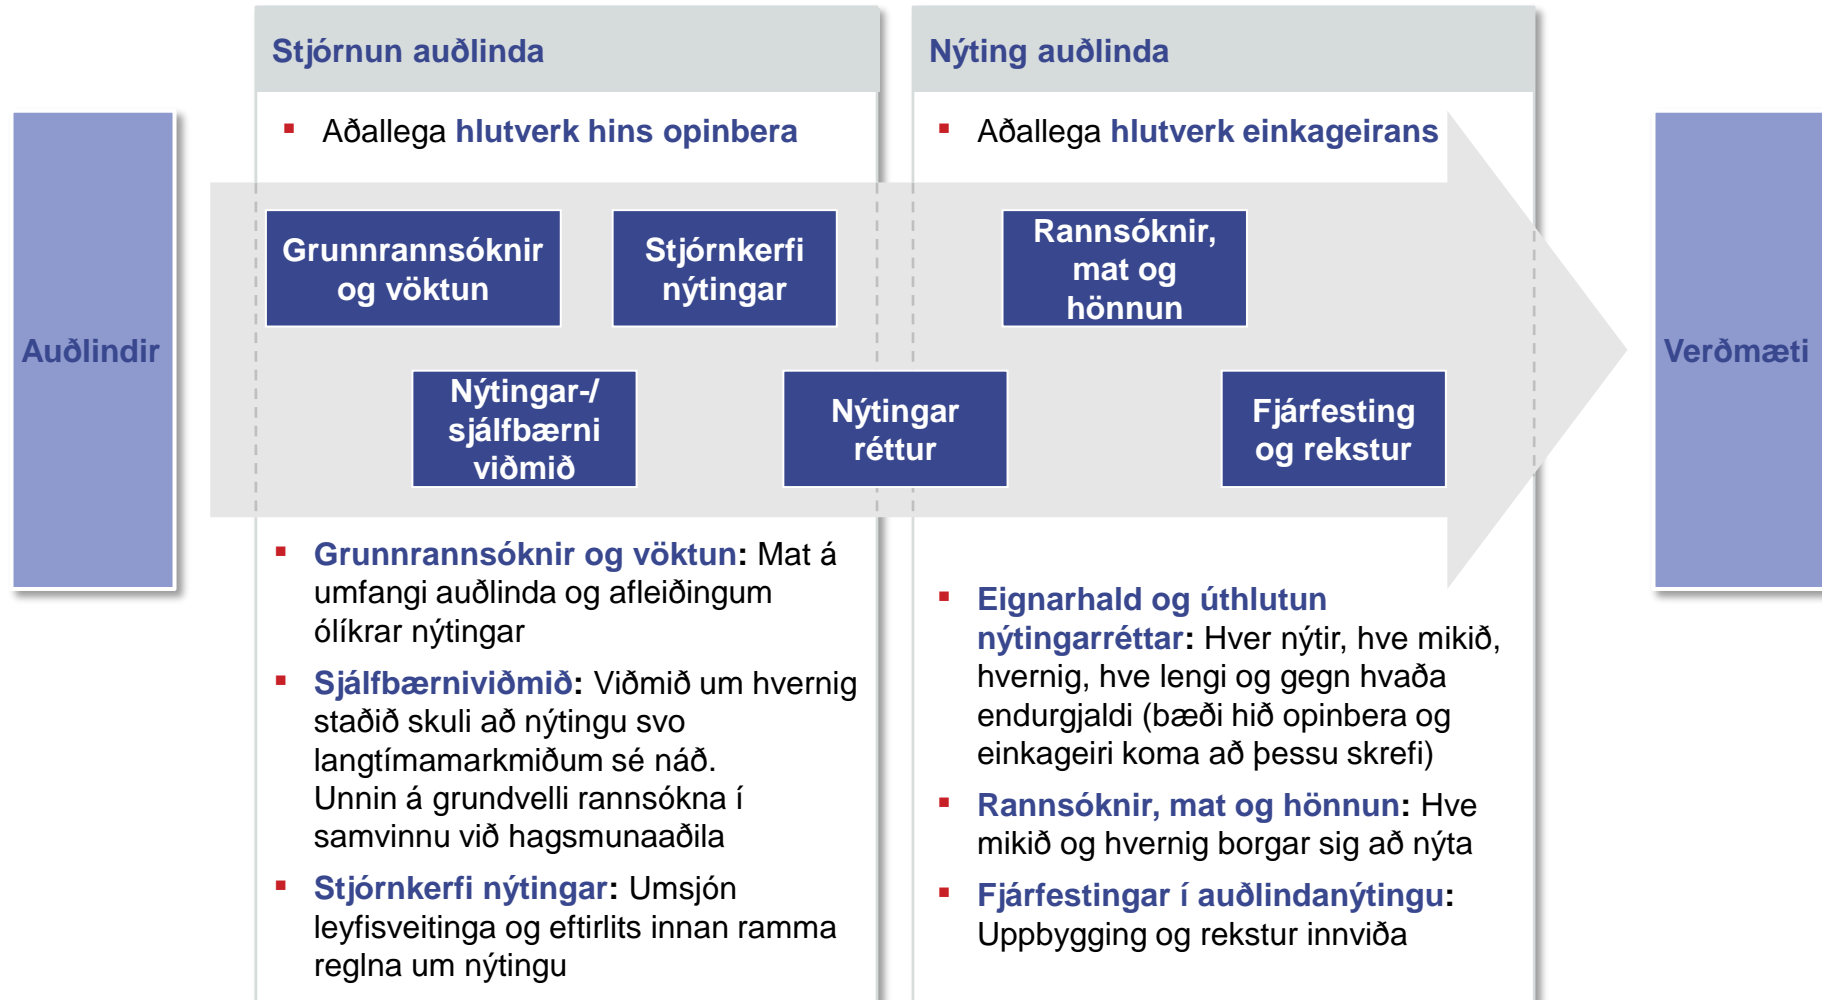 Stjórnun auðlinda
Aðallega hlutverk hins opinbera
Nýting auðlinda
Aðallega hlutverk einkageirans
Auðlindir
Grunnrannsóknir
og vöktun
Nýtingar-/
sjálfbærni
viðmið
Stjórnkerfi
nýtingar
Nýtingar
réttur
Rannsóknir,
mat og
hönnun
Fjárfesting
og rekstur
Verðmæti
Grunnrannsóknir og vöktun: Mat á
umfangi auðlinda og afleiðingum
ólíkrar nýtingar
Sjálfbærniviðmið: Viðmið um hvernig
staðið skuli að nýtingu svo
langtímamarkmiðum sé náð.
Unnin á grundvelli rannsókna í
samvinnu við hagsmunaaðila
Stjórnkerfi nýtingar: Umsjón
leyfisveitinga og eftirlits innan ramma
reglna um nýtingu
Eignarhald og úthlutun
nýtingarréttar: Hver nýtir, hve mikið,
hvernig, hve lengi og gegn hvaða
endurgjaldi (bæði hið opinbera og
einkageiri koma að þessu skrefi)
Rannsóknir, mat og hönnun: Hve
mikið og hvernig borgar sig að nýta
Fjárfestingar í auðlindanýtingu:
Uppbygging og rekstur innviða